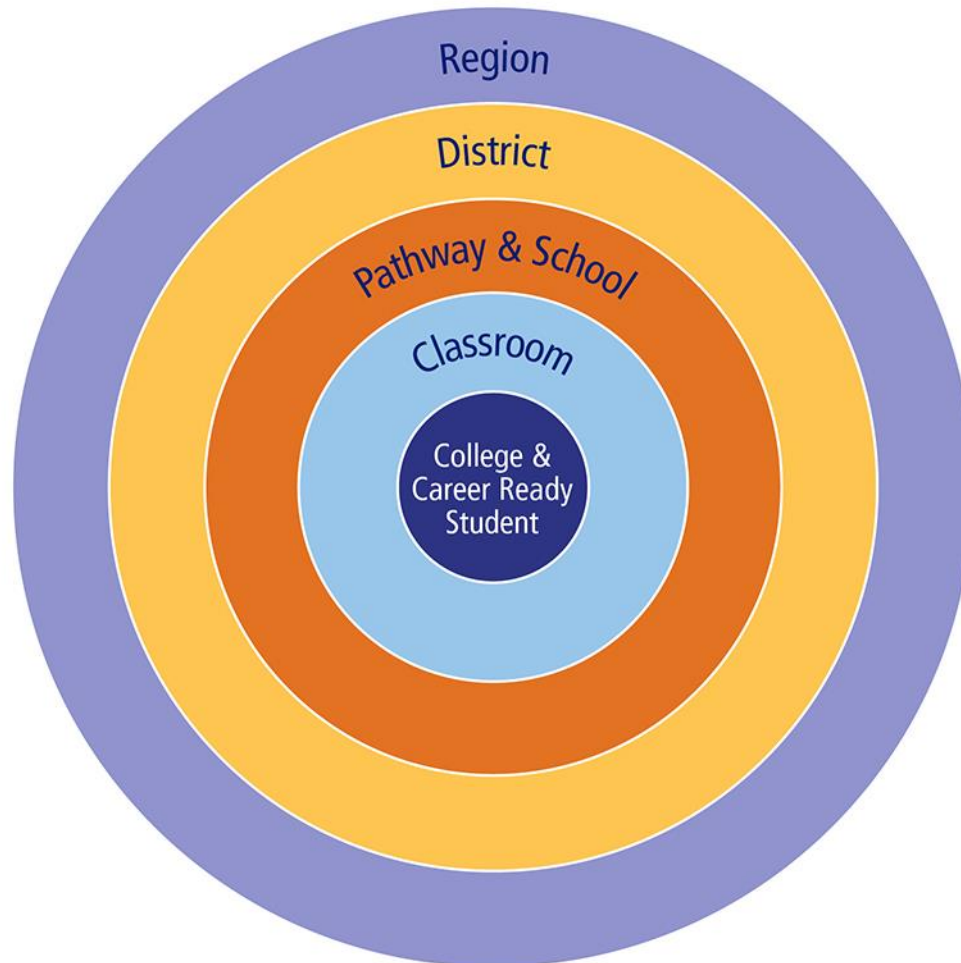 Region
District
Pathway & School
Classroom
College &
Career Ready
Student